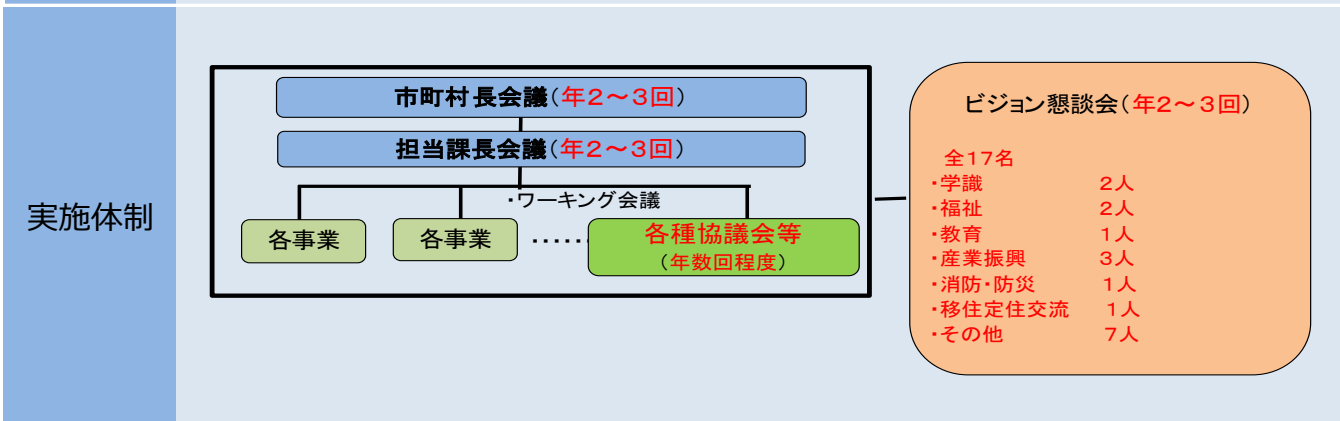 実施体制
市町村長会議（年２～３回）
担当課長会議（年２～３回）
・ワーキング会議
各事業
各事業
……
各種協議会等
（年数回程度）
ビジョン懇談会（年２～３回）
全１７名
・学識　２人
・福祉　２人
・教育　１人
・産業振興　３人
・消防・防災　１人
・移住定住交流　１人
・その他　７人